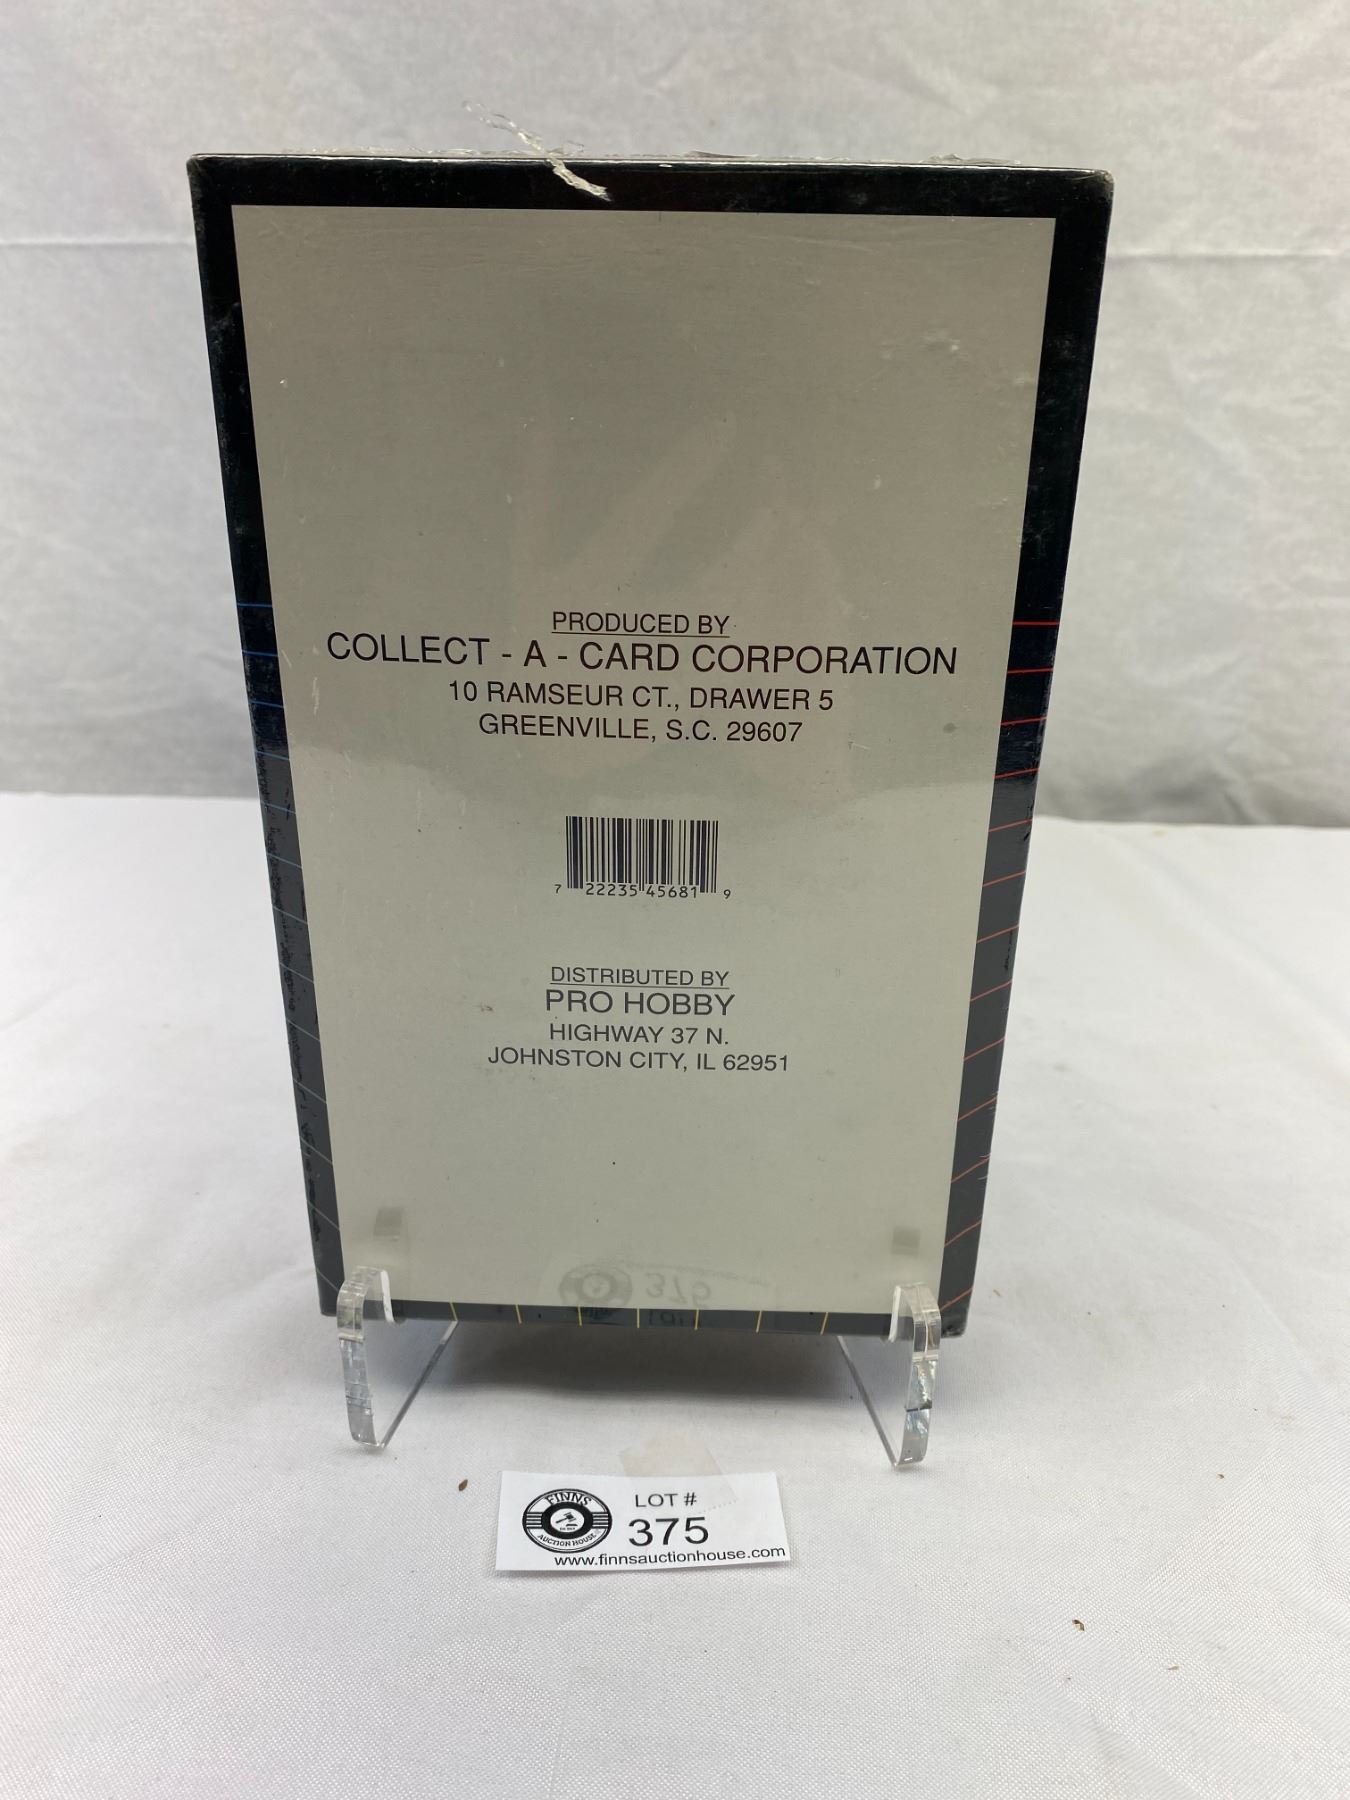 PRODUCED BY
COLLECT - A - CARD CORPORATION
10 RAMSEUR CT., DRAWER 5
GREENVILLE, S.C. 29607
7 22235 45681 9
DISTRIBUTED BY
PRO HOBBY
HIGHWAY 37 N.
JOHNSTON CITY, IL 62951
FINNS
AUCTION HOUSE
LOT #
375
www.finnsauctionhouse.com